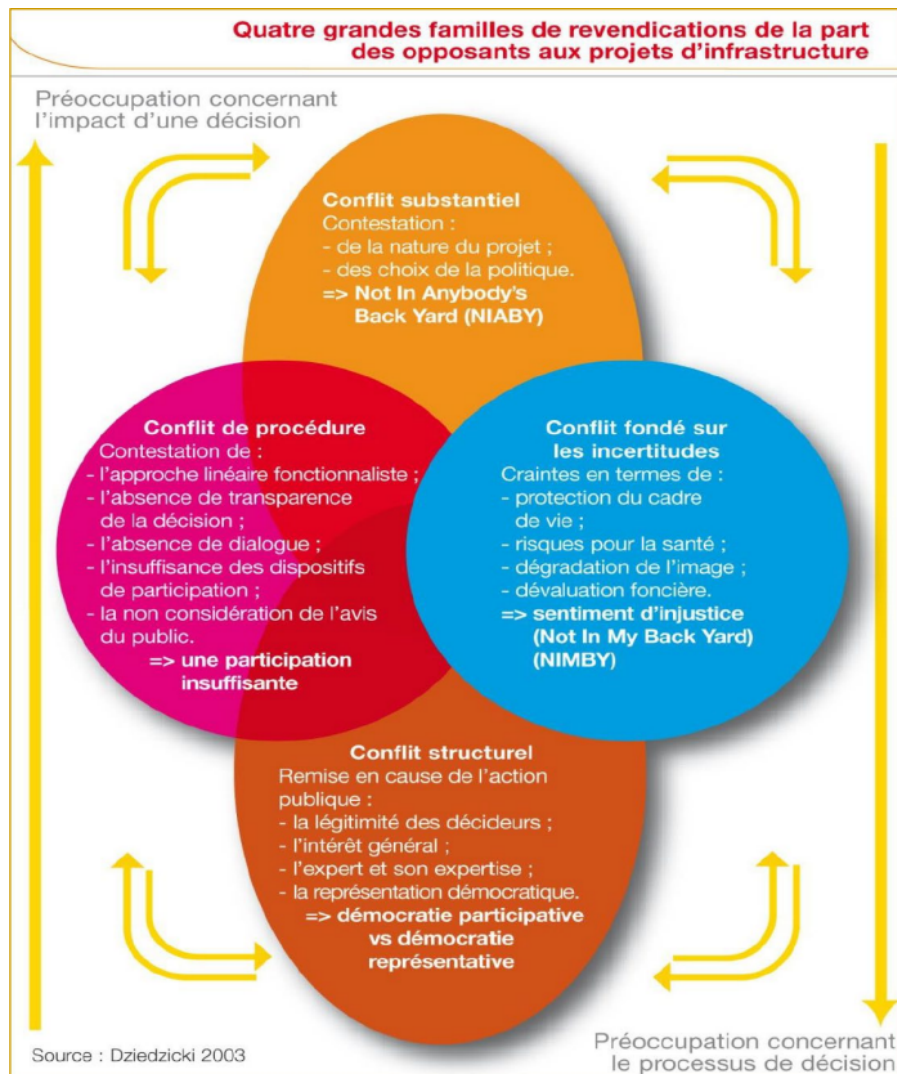 Quatre grandes familles de revendications de la part
des opposants aux projets d'infrastructure
Préoccupation concernant
l'impact d'une décision
Conflit substantiel
Contestation :
- de la nature du projet ;
- des choix de la politique.
=> Not In Anybody's
Back Yard (NIABY)
Conflit de procédure
Contestation de :
- l'approche linéaire fonctionnaliste ;
- l'absence de transparence
de la décision ;
- l'absence de dialogue ;
- l'insuffisance des dispositifs
de participation ;
- la non considération de l'avis
du public.
=> une participation
insuffisante
Conflit fondé sur
les incertitudes
Craintes en termes de :
- protection du cadre
de vie ;
- risques pour la santé ;
- dégradation de l'image ;
- dévaluation foncière.
=> sentiment d'injustice
(Not In My Back Yard)
(NIMBY)
Conflit structurel
Remise en cause de l'action
publique :
- la légitimité des décideurs ;
- l'intérêt général ;
- l'expert et son expertise ;
- la représentation démocratique.
=> démocratie participative
vs démocratie
représentative
Source : Dziedzicki 2003
Préoccupation concernant
le processus de décision